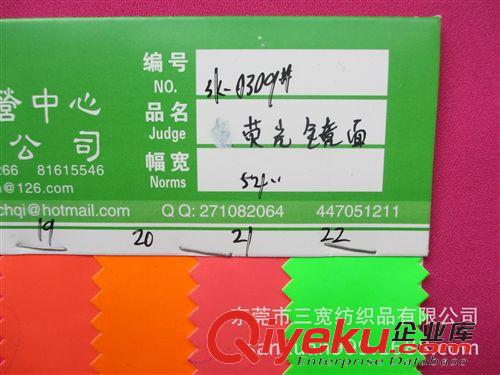 编号
NO.
SK-0309#
营中心
品名
Judge
荧光镜面
公司
266 81615546
幅宽
Norms
54"
@126.com
chqi@hotmail.com
QQ:271082064 447051211
19 20 21 22
东莞市三宽纺织品有限公司
Qiyeku.com 企业库
Enterprise Database